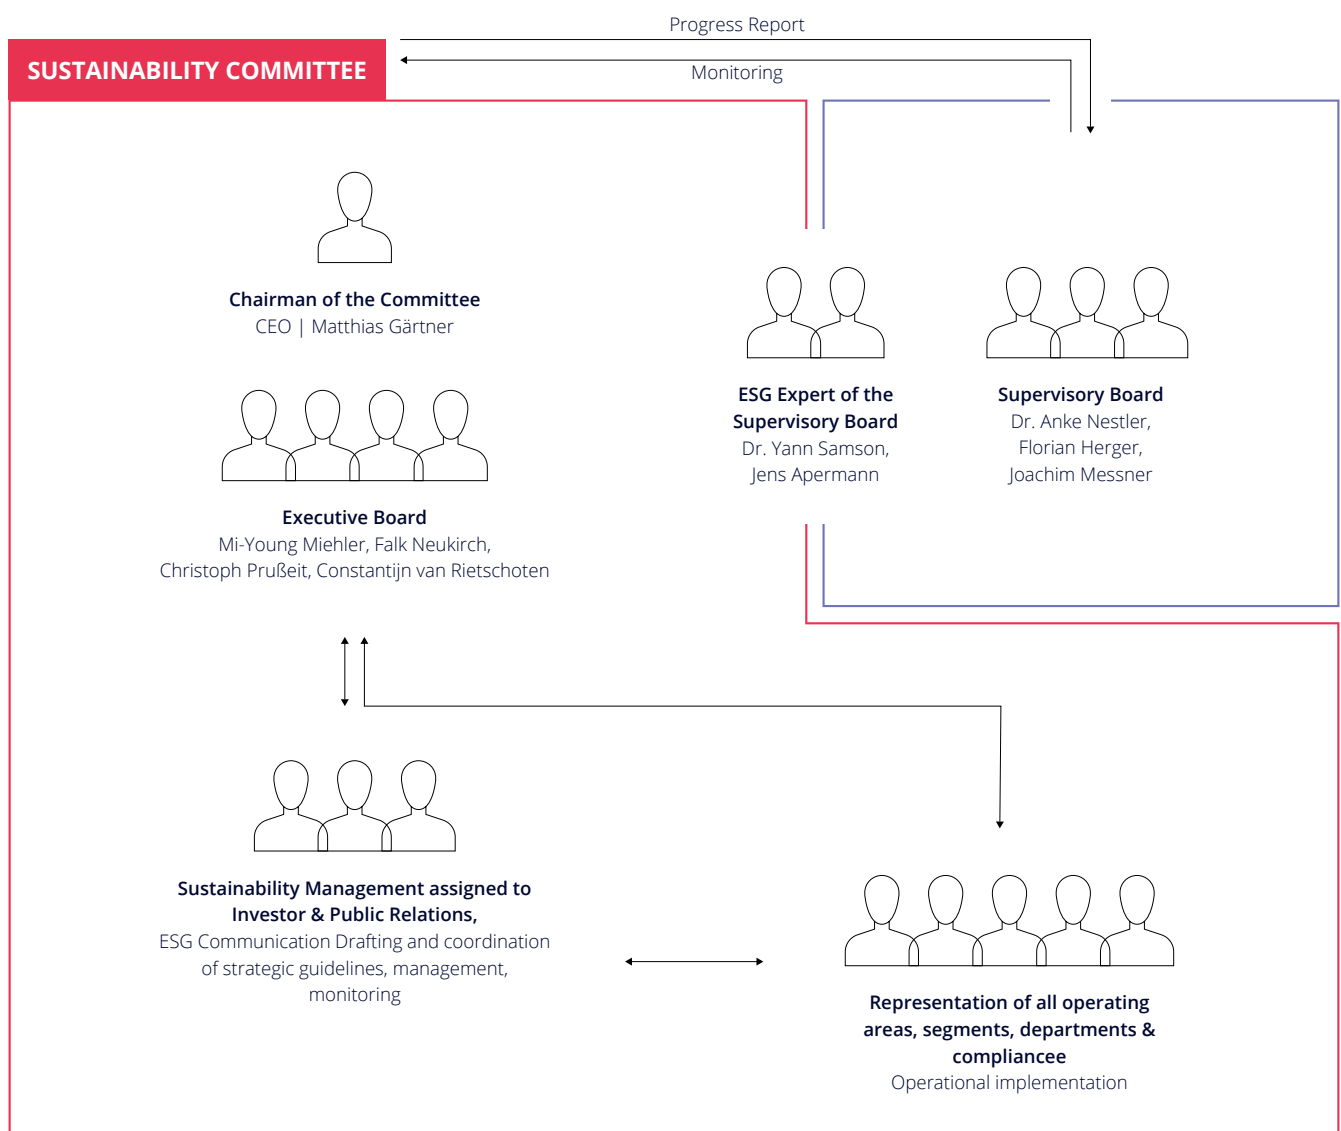 Progress Report
SUSTAINABILITY COMMITTEE
Monitoring
Chairman of the Committee
CEO | Matthias Gärtner
Executive Board
Mi-Young Miehler, Falk Neukirch,
Christoph Prußeit, Constantijn van Rietschoten
ESG Expert of the
Supervisory Board
Dr. Yann Samson,
Jens Apermann
Supervisory Board
Dr. Anke Nestler,
Florian Herger,
Joachim Messner
Sustainability Management assigned to
Investor & Public Relations,
ESG Communication Drafting and coordination
of strategic guidelines, management,
monitoring
Representation of all operating
areas, segments, departments &
compliancee
Operational implementation